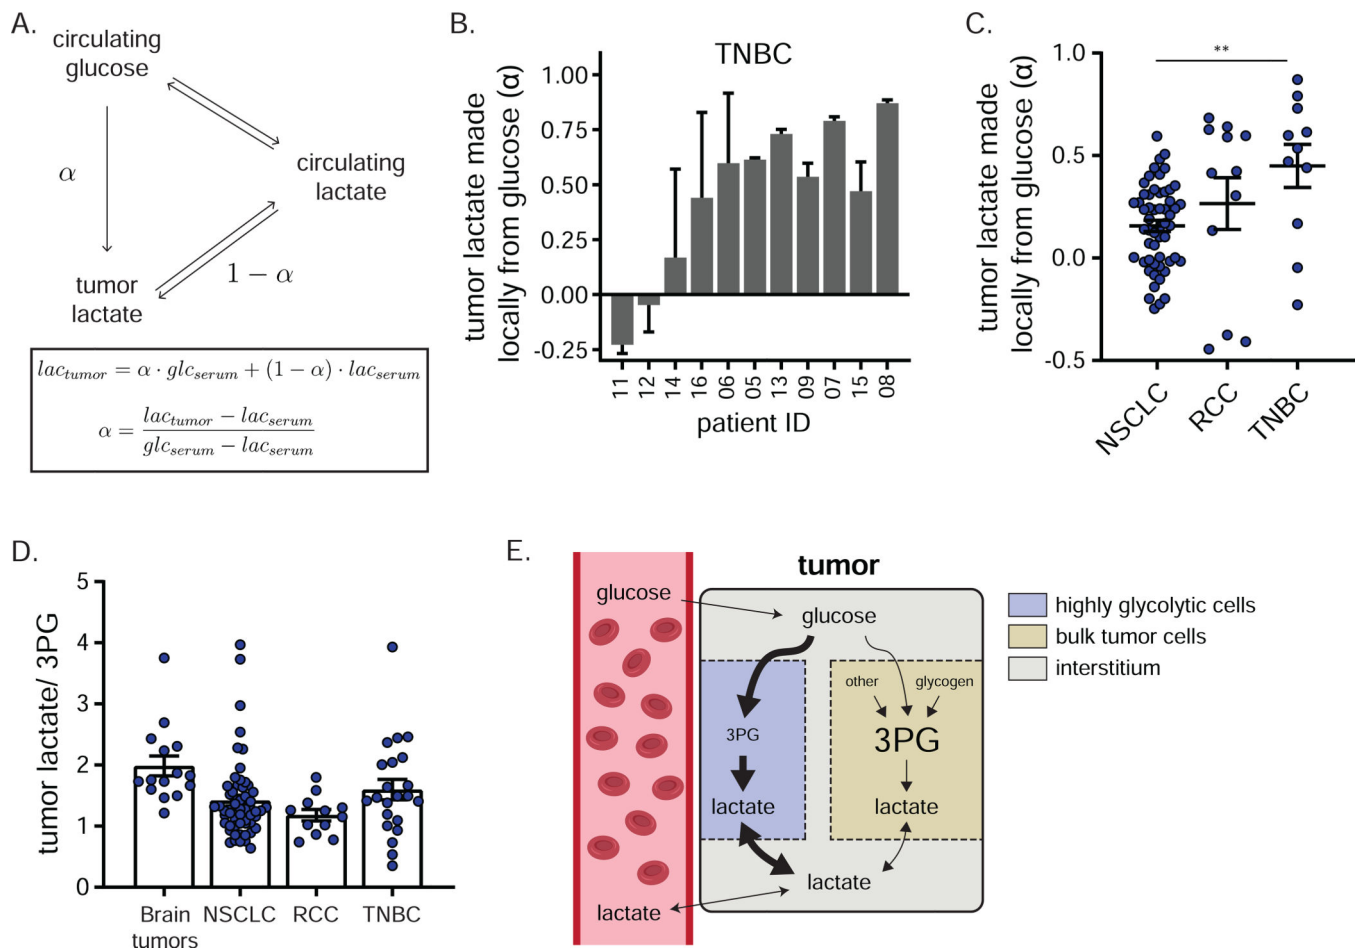 A.
circulating
glucose
α
circulating
lactate
1 − α
tumor
lactate
lac_tumor = α · glc_serum + (1 − α) · lac_serum
α = (lac_tumor − lac_serum) / (glc_serum − lac_serum)
B.
TNBC
tumor lactate made
locally from glucose (α)
1.00
0.75
0.50
0.25
0.00
-0.25
11 12 14 16 06 05 13 09 07 15 08
patient ID
C.
tumor lactate made
locally from glucose (α)
**
1.0
0.5
0.0
-0.5
NSCLC RCC TNBC
D.
tumor lactate/ 3PG
5
4
3
2
1
0
Brain
tumors
NSCLC RCC TNBC
E.
tumor
glucose
glucose
other
glycogen
3PG
3PG
lactate
lactate
lactate
lactate
highly glycolytic cells
bulk tumor cells
interstitium